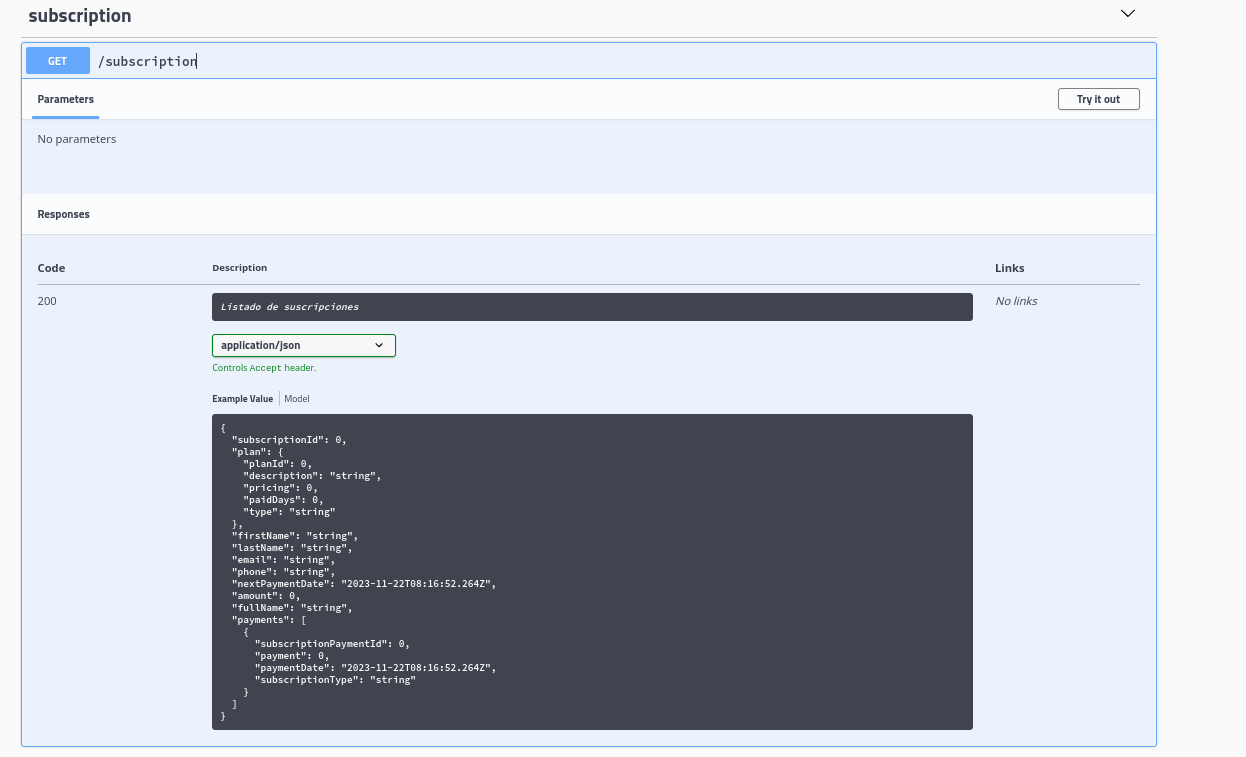 subscription
GET /subscription
Parameters Try it out
No parameters
Responses
Code Description Links
200 Listado de suscripciones No links
application/json
Controls Accept header.
Example Value Model
{
  "subscriptionId": 0,
  "plan": {
    "planId": 0,
    "description": "string",
    "pricing": 0,
    "paidDays": 0,
    "type": "string"
  },
  "firstName": "string",
  "lastName": "string",
  "email": "string",
  "phone": "string",
  "nextPaymentDate": "2023-11-22T08:16:52.264Z",
  "amount": 0,
  "fullName": "string",
  "payments": [
    {
      "subscriptionPaymentId": 0,
      "payment": 0,
      "paymentDate": "2023-11-22T08:16:52.264Z",
      "subscriptionType": "string"
    }
  ]
}